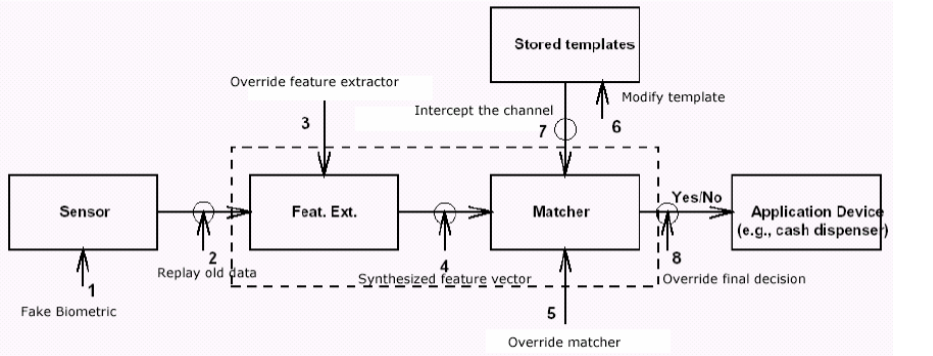 Stored templates
Override feature extractor
Intercept the channel
Modify template
3
7
6
Sensor
Feat. Ext.
Matcher
Yes/No
Application Device
(e.g., cash dispenser)
2
4
8
Replay old data
Synthesized feature vector
Override final decision
1
Fake Biometric
5
Override matcher